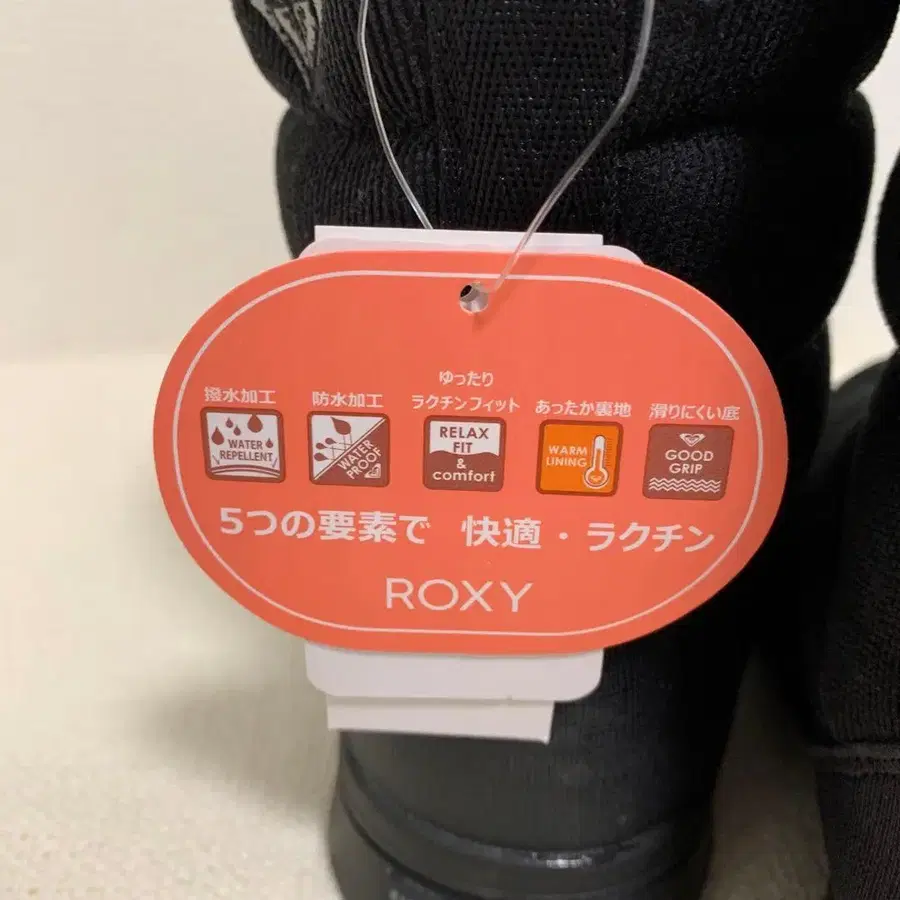 撥水加工
WATER
REPELLENT
防水加工
WATER
PROOF
ゆったり
ラクチンフィット
RELAX
FIT
&
comfort
あったか裏地
WARM
LINING
滑りにくい底
GOOD
GRIP
5つの要素で 快適・ラクチン
ROXY